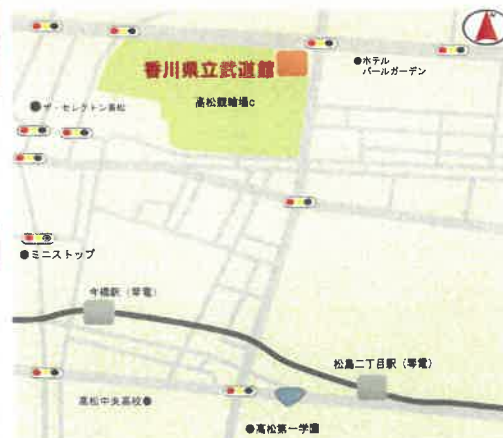 香川県立武道館
●ホテル
パールガーデン
高松競輪場c
●ザ・セレクトン高松
●ミニストップ
今橋駅（琴電）
松島二丁目駅（琴電）
高松中央高校●
●高松第一学園